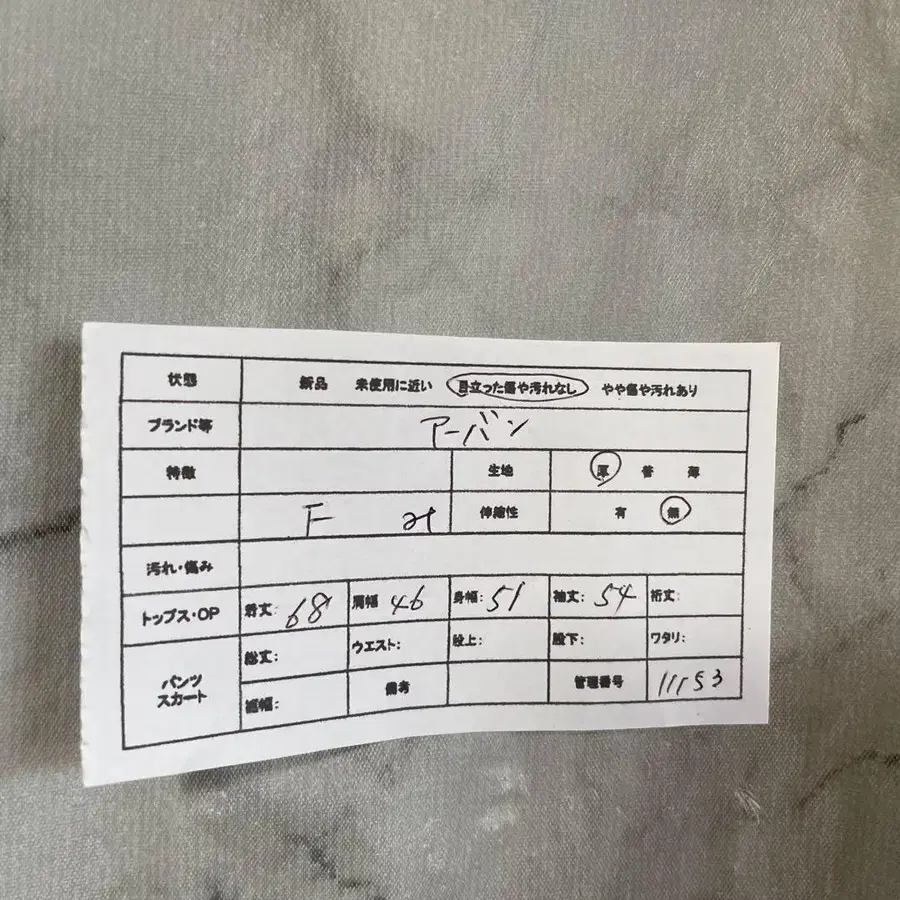 状態 新品 未使用に近い 目立った傷や汚れなし やや傷や汚れあり
ブランド等 アーバン
特徴 生地 厚 普 薄
F 伸縮性 有 無
汚れ・傷み
トップス・OP 着丈: 68 肩幅: 46 身幅: 51 袖丈: 54 裄丈:
パンツ スカート 総丈: ウエスト: 股上: 股下: ワタリ:
裾幅: 備考 管理番号 11153